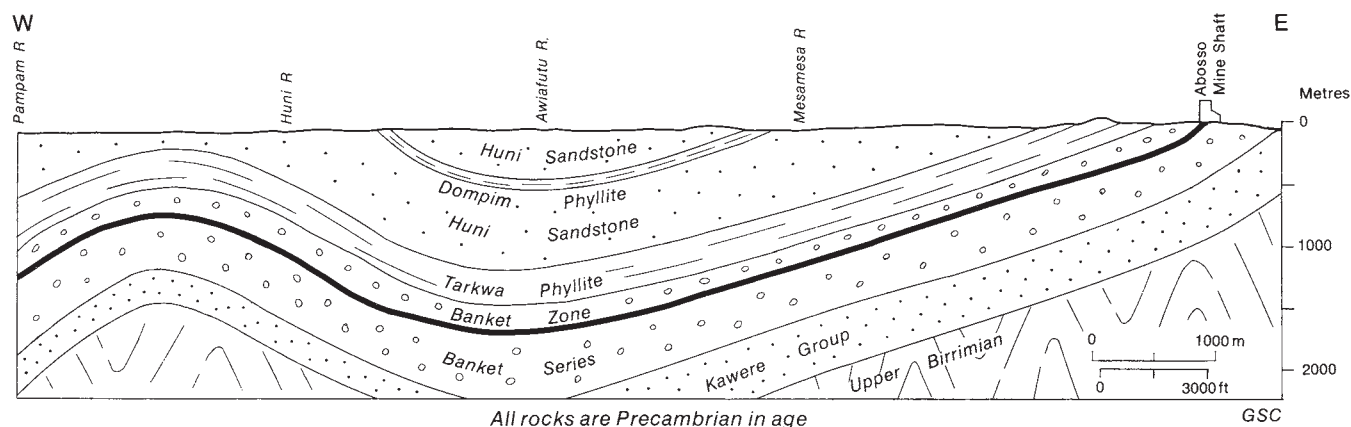 W
E
Pampam R
Huni R
Awiafutu R.
Mesamesa R
Abosso
Mine Shaft
Metres
0
1000
2000
Huni Sandstone
Dompim Phyllite
Huni Sandstone
Tarkwa Phyllite
Banket Zone
Banket Series
Kawere Group
Upper Birrimian
0 1000 m
0 3000 ft
All rocks are Precambrian in age
GSC